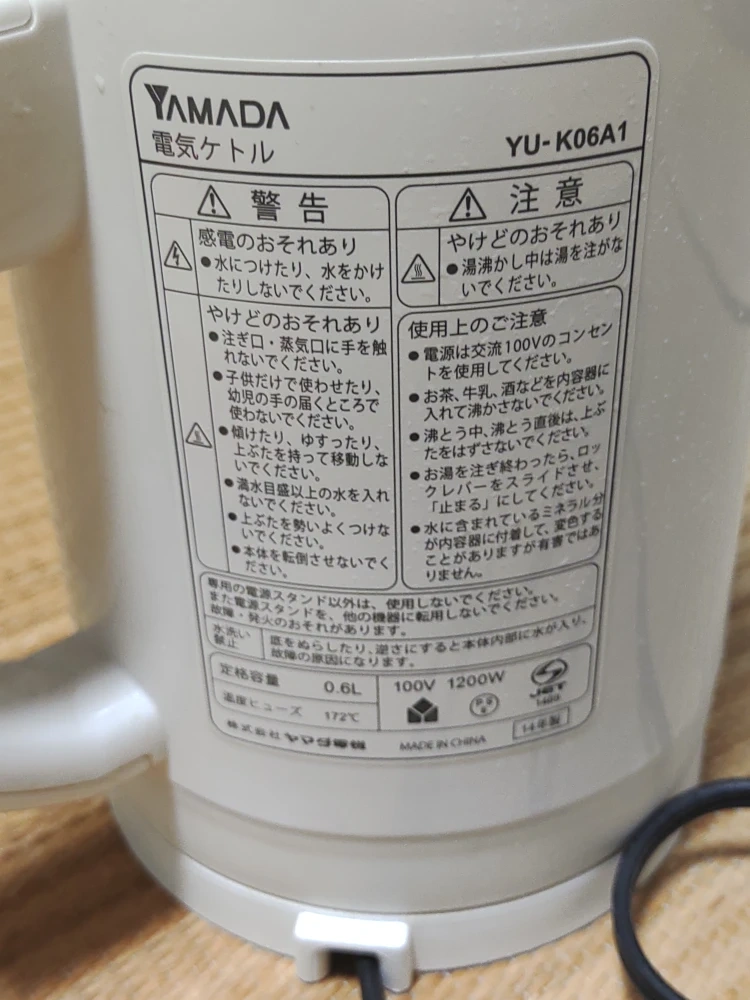 YAMADA
電気ケトル
YU-K06A1
警告
感電のおそれあり
●水につけたり、水をかけ
たりしないでください。
やけどのおそれあり
●注ぎ口・蒸気口に手を触
れないでください。
●子供だけで使わせたり、
幼児の手の届くところで
使わないでください。
●傾けたり、ゆすったり、
上ぶたを持って移動しな
いでください。
●満水目盛以上の水を入れ
ないでください。
●上ぶたを勢いよくつけな
いでください。
●本体を転倒させないでく
ださい。
注意
やけどのおそれあり
●湯沸かし中は湯を注がな
いでください。
使用上のご注意
●電源は交流100Vのコンセン
トを使用してください。
●お茶、牛乳、酒などを内容器に
入れて沸かさないでください。
●沸とう中、沸とう直後は、上ぶ
たをはずさないでください。
●お湯を注ぎ終わったら、ロッ
クレバーをスライドさせ、
「止まる」にしてください。
●水に含まれているミネラル分
が内容器に付着して、変色する
ことがありますが有害ではあ
りません。
専用の電源スタンド以外は、使用しないでください。
また電源スタンドを、他の機器に転用しないでください。
故障・発火のおそれがあります。
水洗い
禁止
底をぬらしたり、逆さにすると本体内部に水が入り、
故障の原因になります。
定格容量 0.6L
温度ヒューズ 172℃
100V 1200W
PS
E
JET
株式会社 ヤマダ電機
MADE IN CHINA
14年製